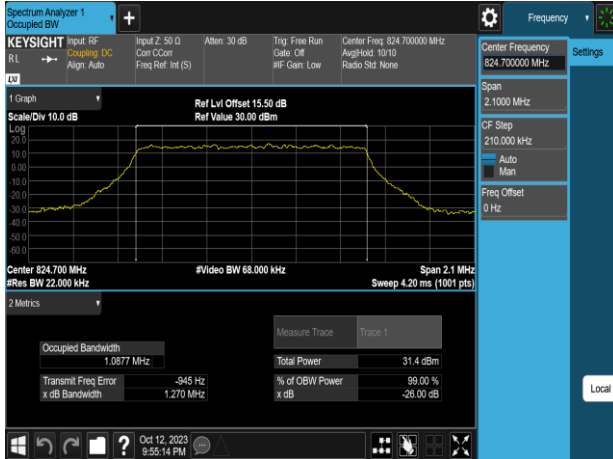 Spectrum Analyzer 1
Occupied BW
Frequency
KEYSIGHT
RL
LXI
Input: RF
Coupling: DC
Align: Auto
Input Z: 50 Ω
Corr CCorr
Freq Ref: Int (S)
Atten: 30 dB
Trig: Free Run
Gate: Off
#IF Gain: Low
Center Freq: 824.700000 MHz
Avg|Hold: 10/10
Radio Std: None
Center Frequency
824.700000 MHz
Settings
Span
2.1000 MHz
CF Step
210.000 kHz
Auto
Man
Freq Offset
0 Hz
Local
1 Graph
Scale/Div 10.0 dB
Ref Lvl Offset 15.50 dB
Ref Value 30.00 dBm
Log
20.0
10.0
0.00
-10.0
-20.0
-30.0
-40.0
-50.0
-60.0
Center 824.700 MHz
#Video BW 68.000 kHz
Span 2.1 MHz
#Res BW 22.000 kHz
Sweep 4.20 ms (1001 pts)
2 Metrics
Measure Trace
Trace 1
Occupied Bandwidth
1.0877 MHz
Total Power
31.4 dBm
Transmit Freq Error
-945 Hz
% of OBW Power
99.00 %
x dB Bandwidth
1.270 MHz
x dB
-26.00 dB
?
Oct 12, 2023
9:55:14 PM